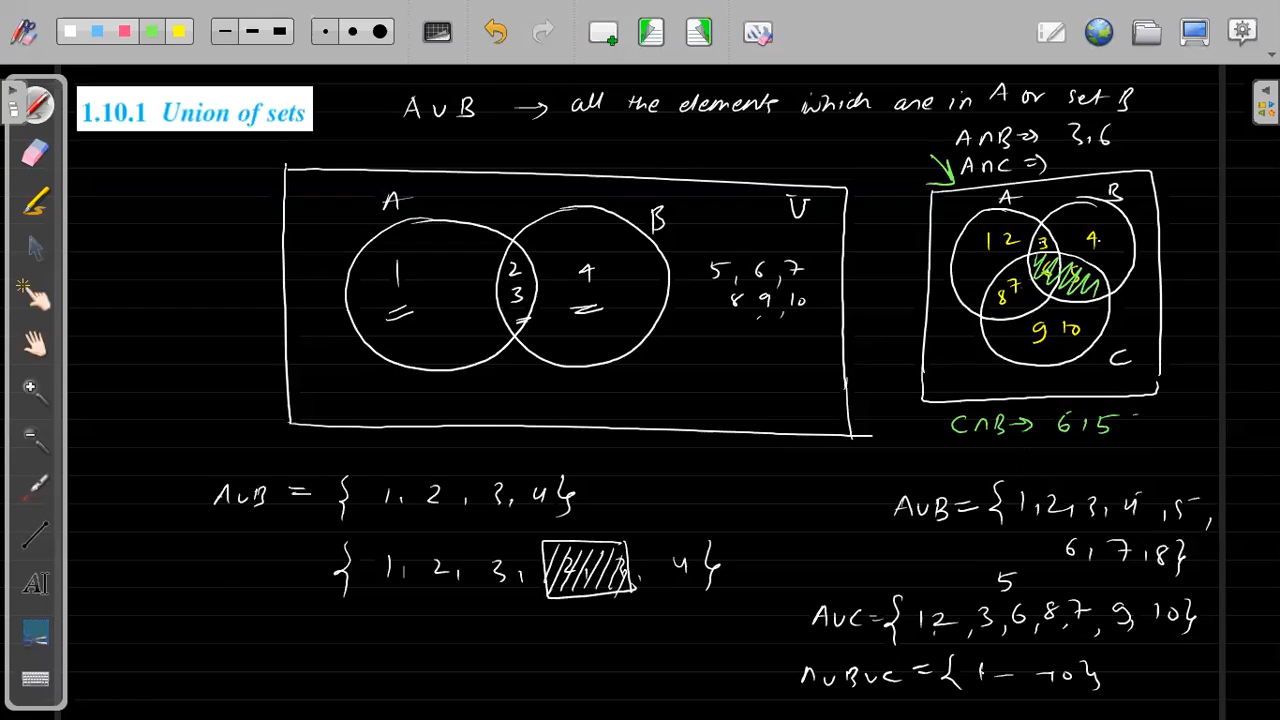 1.10.1 Union of sets
A∪B → all the elements which are in A or set B
A∩B ⇒ 3,6
A∩C ⇒)
A B U
1 2 3 4
5, 6, 7
8 9, 10
A B
1 2 3 4
8 7
9 10
C
C∩B → 6,5
A∪B = { 1, 2, 3, 4}
{ 1, 2, 3, 4}
A∪B = { 1,2,3,4,5,
6, 7, 8}
5
A∪C = { 1,2,3,6,8,7,9,10}
A∪B∪C = { 1 – –10}